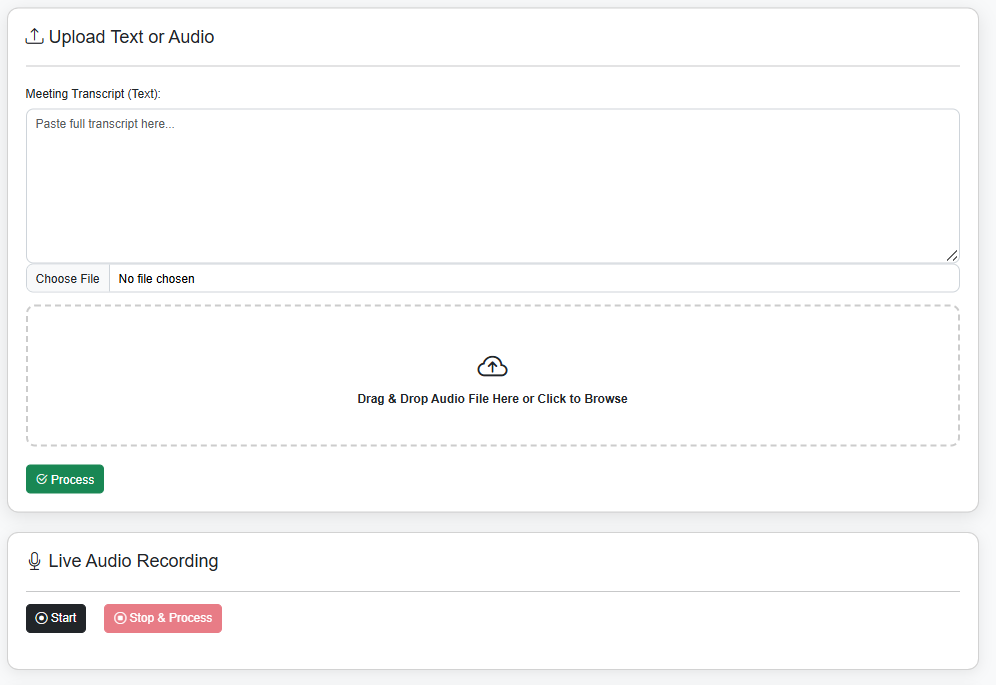 Upload Text or Audio
Meeting Transcript (Text):
Paste full transcript here...
Choose File No file chosen
Drag & Drop Audio File Here or Click to Browse
Process
Live Audio Recording
Start Stop & Process